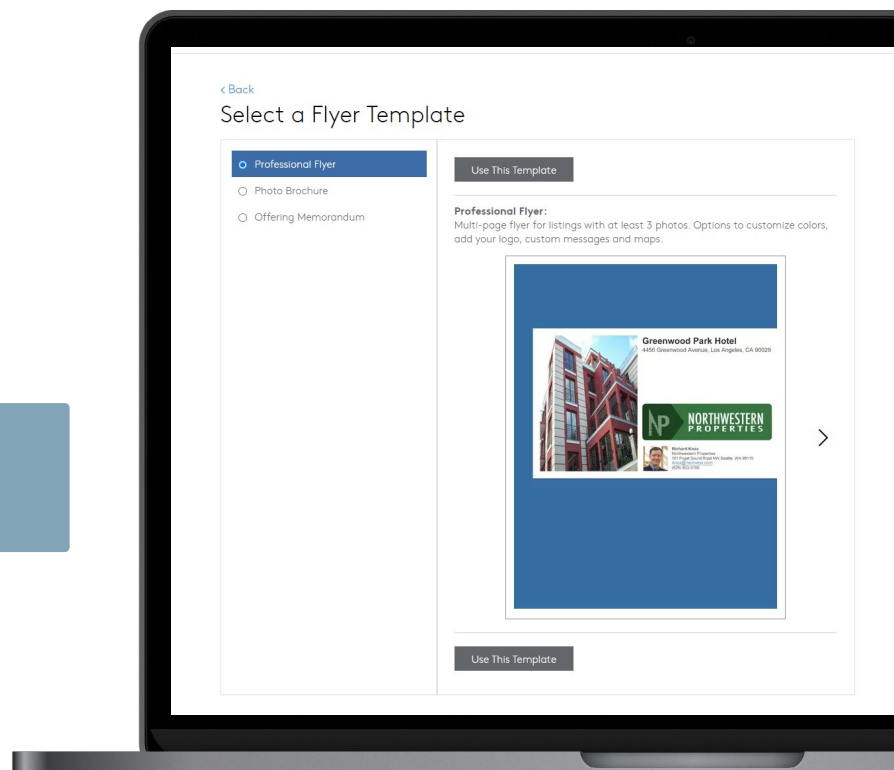 < Back
Select a Flyer Template
Professional Flyer
Photo Brochure
Offering Memorandum
Use This Template
Professional Flyer:
Multi-page flyer for listings with at least 3 photos. Options to customize colors,
add your logo, custom messages and maps.
Greenwood Park Hotel
4456 Greenwood Avenue, Los Angeles, CA 90029
NP NORTHWESTERN
PROPERTIES
Richard Knox
Northwestern Properties
Use This Template